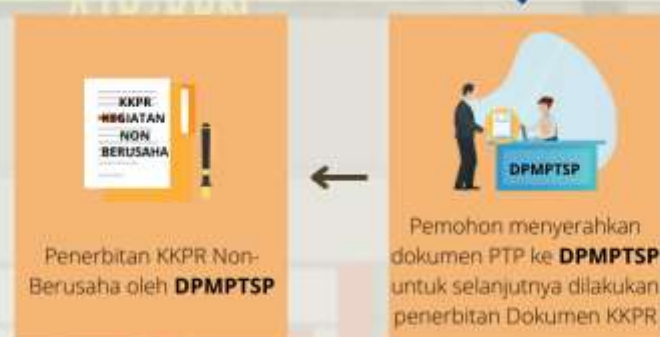 KKPR
KEGIATAN
NON
BERUSAHA
Penerbitan KKPR Non-
Berusaha oleh DPMPTSP
DPMPTSP
Pemohon menyerahkan
dokumen PTP ke DPMPTSP
untuk selanjutnya dilakukan
penerbitan Dokumen KKPR